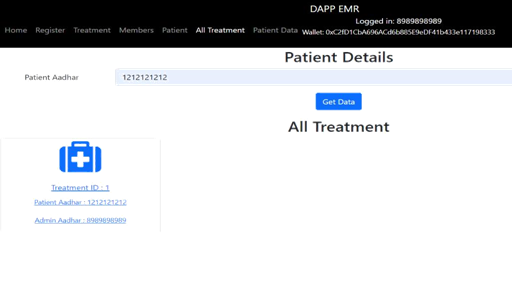 DAPP EMR
Logged in: 8989898989
Home Register Treatment Members Patient All Treatment Patient Data Wallet: 0xC2fD1CbA696ACd6b885E9eDF41b433e117198333
Patient Details
Patient Aadhar 1212121212
Get Data
All Treatment
Treatment ID : 1
Patient Aadhar : 1212121212
Admin Aadhar : 8989898989